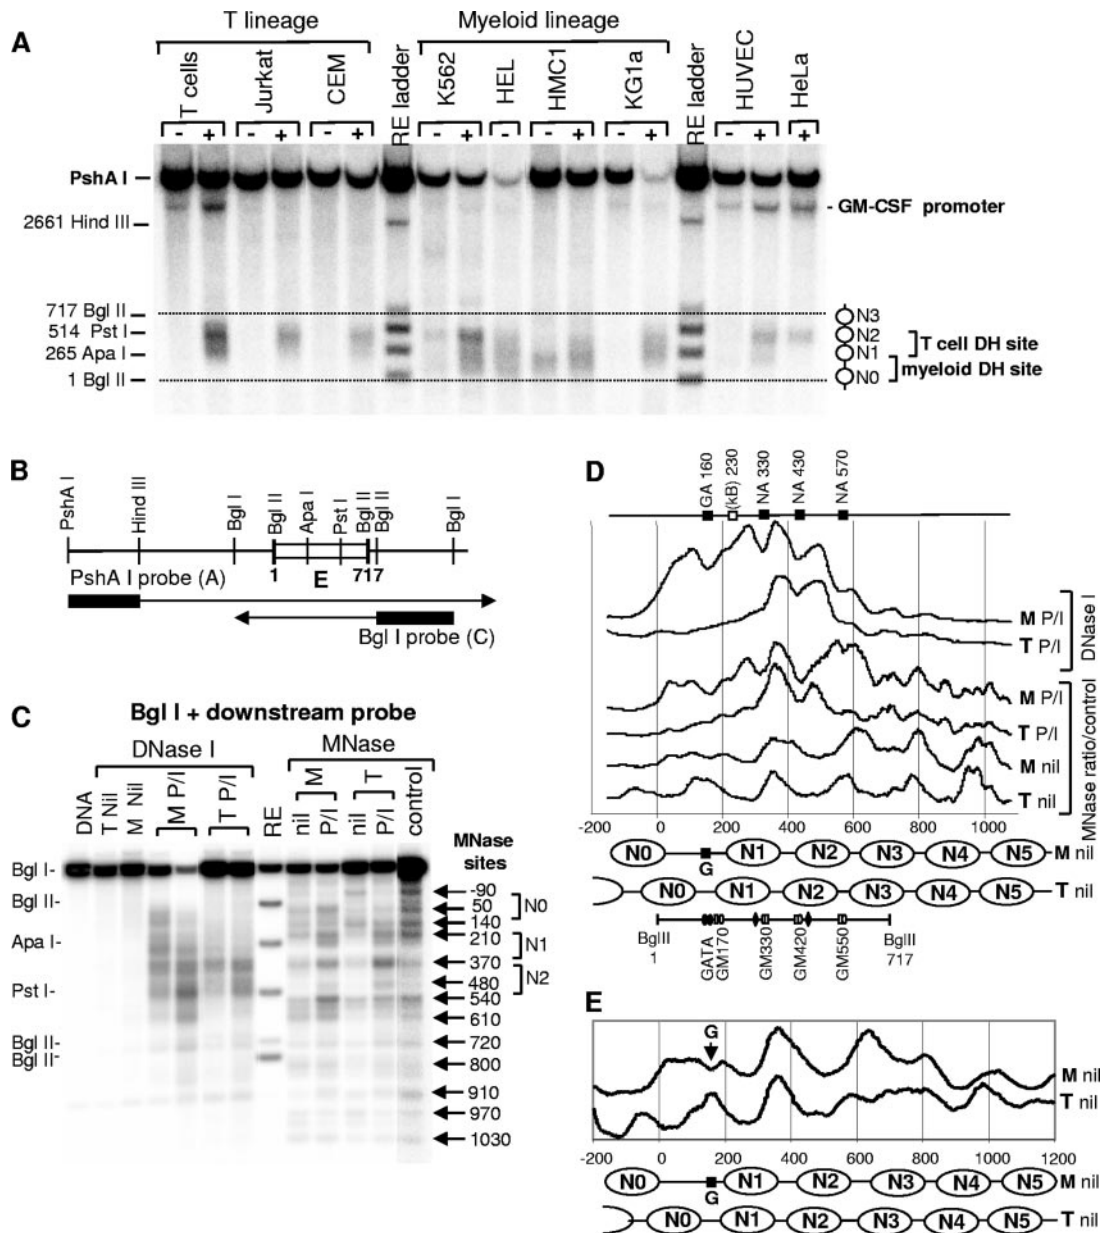 A
T lineage
Myeloid lineage
T cells
Jurkat
CEM
RE ladder
K562
HEL
HMC1
KG1a
RE ladder
HUVEC
HeLa
- + - + - + - + - - + - + - + +
PshA I
GM-CSF promoter
2661 Hind III
717 Bgl II
514 Pst I
265 Apa I
1 Bgl II
N3
N2
N1
N0
T cell DH site
myeloid DH site
B
PshA I
Hind III
Bgl I
Bgl II
Apa I
Pst I
Bgl II
Bgl II
Bgl I
1 E 717
PshA I probe (A)
Bgl I probe (C)
C
Bgl I + downstream probe
DNase I
MNase
M
T
DNA
T Nil
M Nil
M P/I
T P/I
RE
nil
P/I
nil
P/I
control
MNase
sites
Bgl I-
Bgl II-
Apa I-
Pst I-
Bgl II-
Bgl II-
-90
50
140
210
370
480
540
610
720
800
910
970
1030
N0
N1
N2
D
GA 160
(kB) 230
NA 330
NA 430
NA 570
M P/I
T P/I
DNase I
M P/I
T P/I
M nil
T nil
MNase ratio/control
-200 0 200 400 600 800 1000
N0 G N1 N2 N3 N4 N5 M nil
N0 N1 N2 N3 N4 N5 T nil
BglII
1
GATA
GM170
GM330
GM420
GM550
BglII
717
E
G
M nil
T nil
-200 0 200 400 600 800 1000 1200
N0 G N1 N2 N3 N4 N5 M nil
N0 N1 N2 N3 N4 N5 T nil